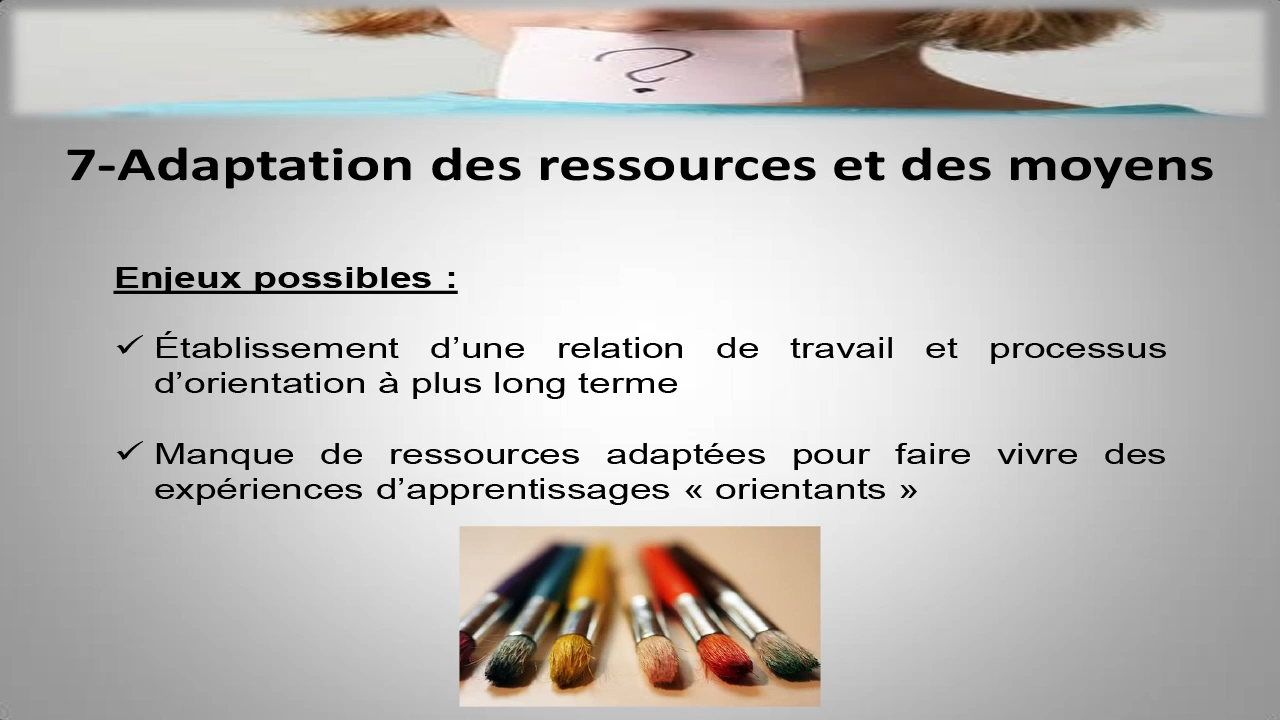 ?
7-Adaptation des ressources et des moyens
Enjeux possibles :
✓ Établissement d’une relation de travail et processus
d’orientation à plus long terme
✓ Manque de ressources adaptées pour faire vivre des
expériences d’apprentissages « orientants »